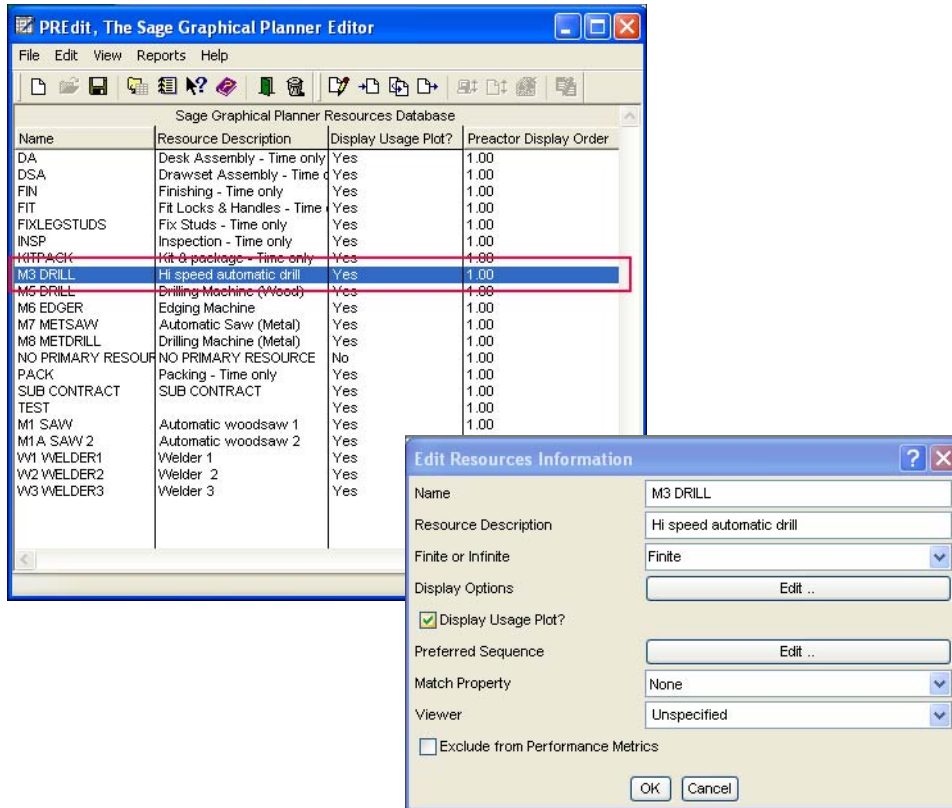 PREdit, The Sage Graphical Planner Editor
File Edit View Reports Help
Sage Graphical Planner Resources Database
Name Resource Description Display Usage Plot? Preactor Display Order
DA Desk Assembly - Time only Yes 1.00
DSA Drawset Assembly - Time Yes 1.00
FIN Finishing - Time only Yes 1.00
FIT Fit Locks & Handles - Time Yes 1.00
FIXLEGSTUDS Fix Studs - Time only Yes 1.00
INSP Inspection - Time only Yes 1.00
KITPACK Kit & package - Time only Yes 1.00
M3 DRILL Hi speed automatic drill Yes 1.00
M5 DRILL Drilling Machine (Wood) Yes 1.00
M6 EDGER Edging Machine Yes 1.00
M7 METSAW Automatic Saw (Metal) Yes 1.00
M8 METDRILL Drilling Machine (Metal) Yes 1.00
NO PRIMARY RESOUR NO PRIMARY RESOURCE No 1.00
PACK Packing - Time only Yes 1.00
SUB CONTRACT SUB CONTRACT Yes 1.00
TEST Yes 1.00
M1 SAW Automatic woodsaw 1 Yes 1.00
M1A SAW 2 Automatic woodsaw 2 Yes
W1 WELDER1 Welder 1 Yes
W2 WELDER2 Welder 2 Yes
W3 WELDER3 Welder 3 Yes
Edit Resources Information
Name M3 DRILL
Resource Description Hi speed automatic drill
Finite or Infinite Finite
Display Options Edit ..
Display Usage Plot?
Preferred Sequence Edit ..
Match Property None
Viewer Unspecified
Exclude from Performance Metrics
OK Cancel